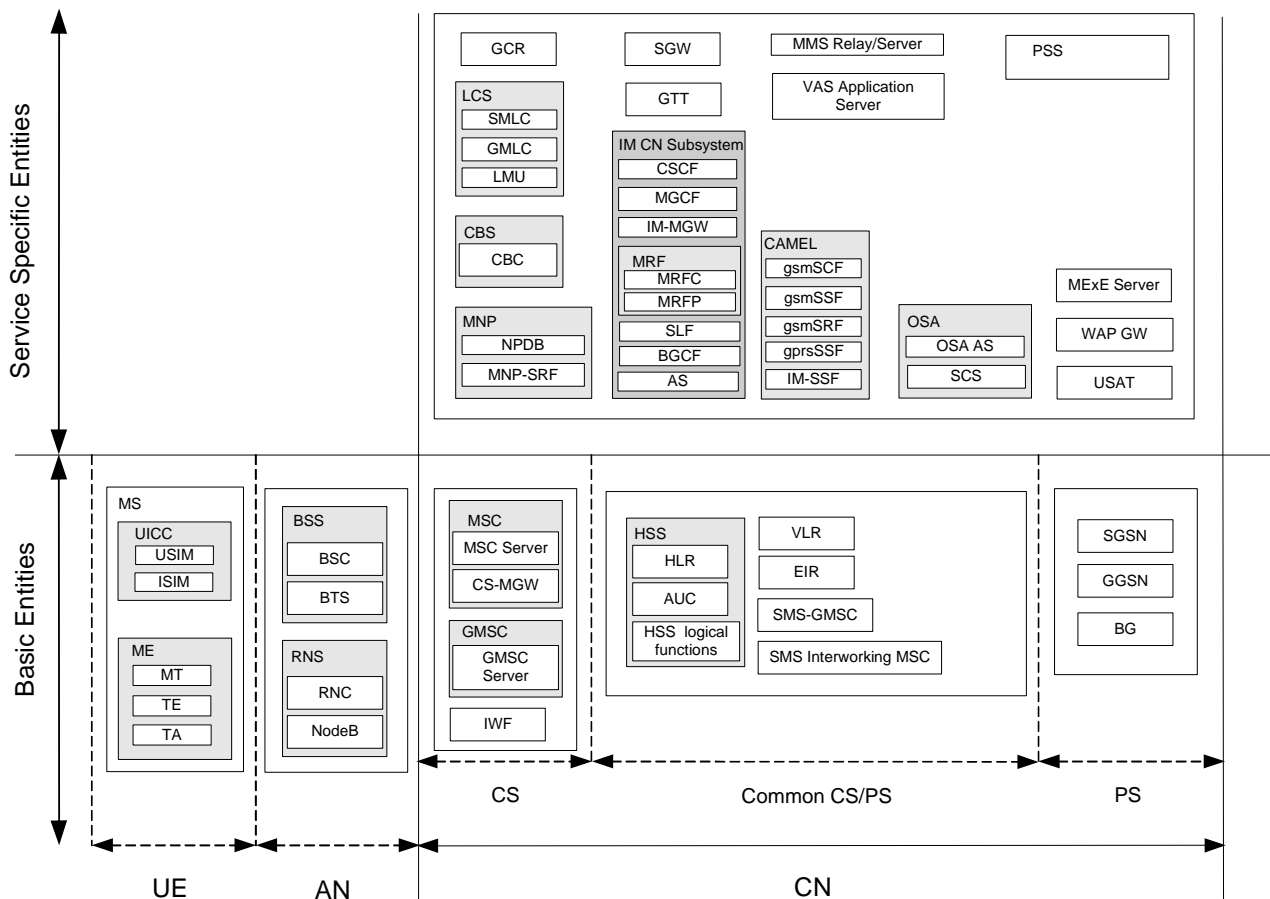 Service Specific Entities
GCR
SGW
MMS Relay/Server
PSS
VAS Application
Server
GTT
LCS
SMLC
GMLC
LMU
IM CN Subsystem
CSCF
MGCF
IM-MGW
MRF
MRFC
MRFP
SLF
BGCF
AS
CBS
CBC
MNP
NPDB
MNP-SRF
CAMEL
gsmSCF
gsmSSF
gsmSRF
gprsSSF
IM-SSF
OSA
OSA AS
SCS
MExE Server
WAP GW
USAT
Basic Entities
MS
UICC
USIM
ISIM
ME
MT
TE
TA
BSS
BSC
BTS
RNS
RNC
NodeB
MSC
MSC Server
CS-MGW
GMSC
GMSC
Server
IWF
HSS
HLR
AUC
HSS logical
functions
VLR
EIR
SMS-GMSC
SMS Interworking MSC
SGSN
GGSN
BG
CS
Common CS/PS
PS
UE
AN
CN